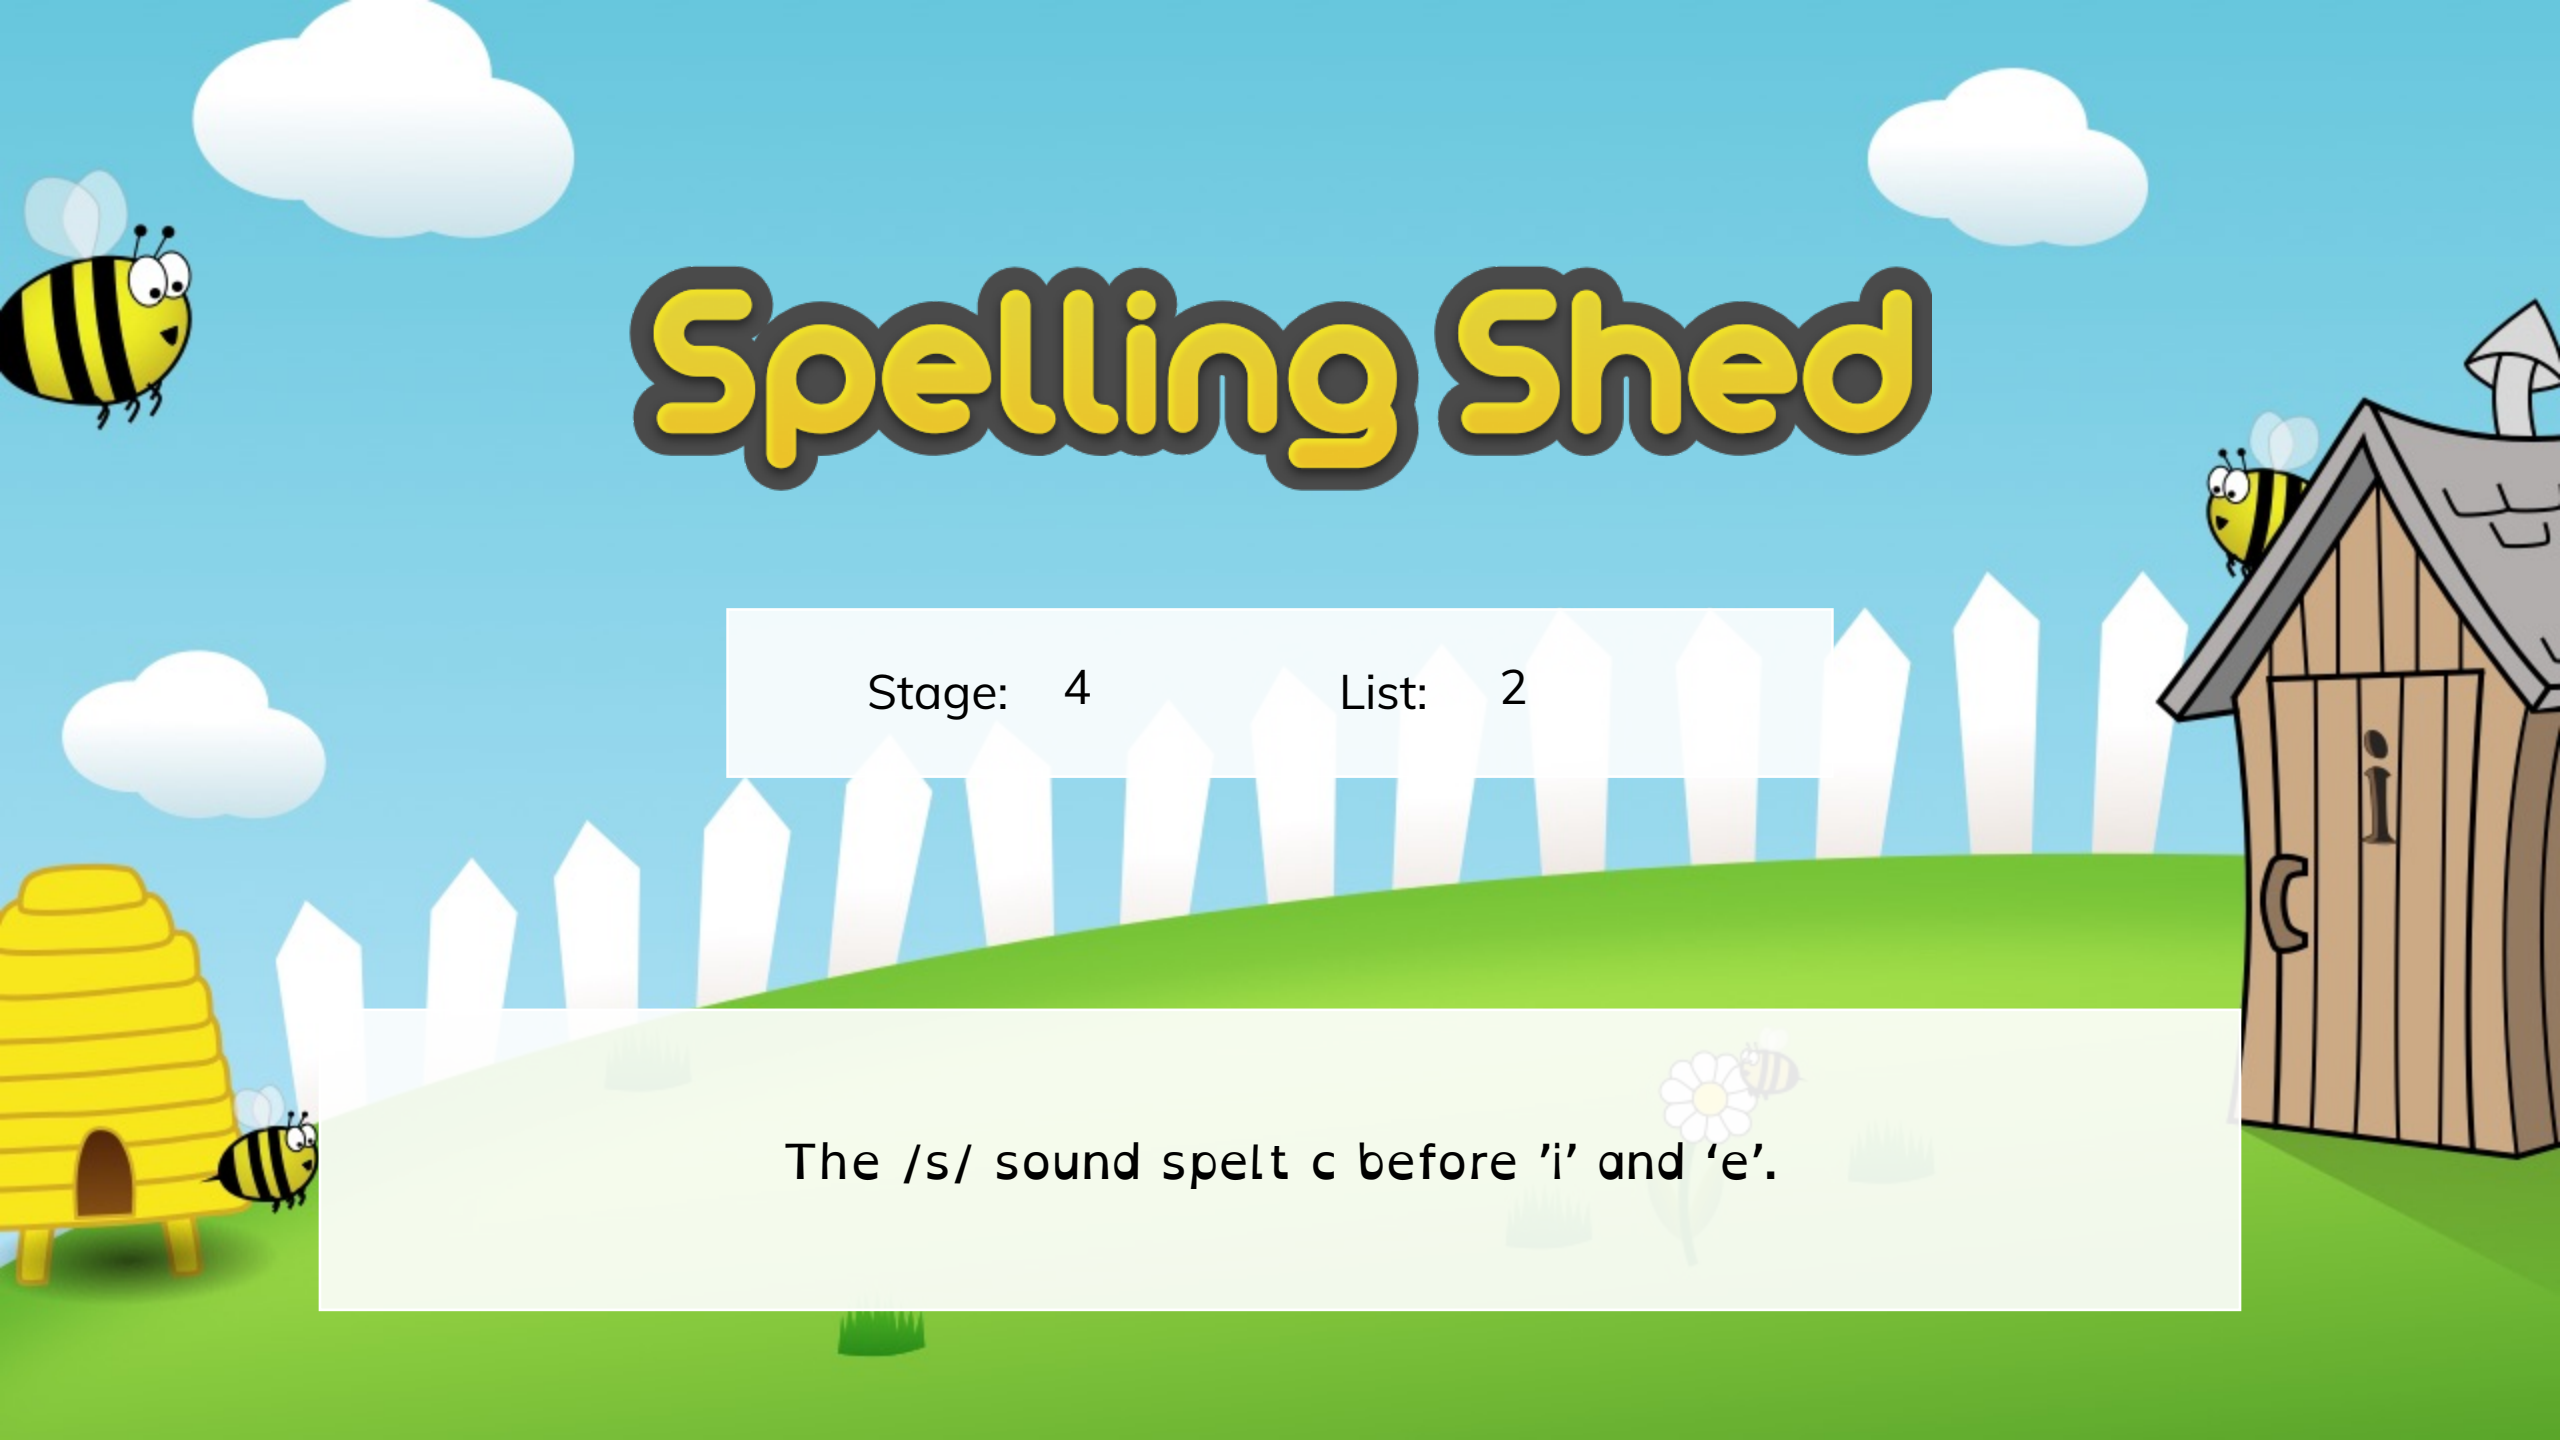 Spelling Shed
Stage: 4 List: 2
The /s/ sound spelt c before ’i’ and ‘e’.
i